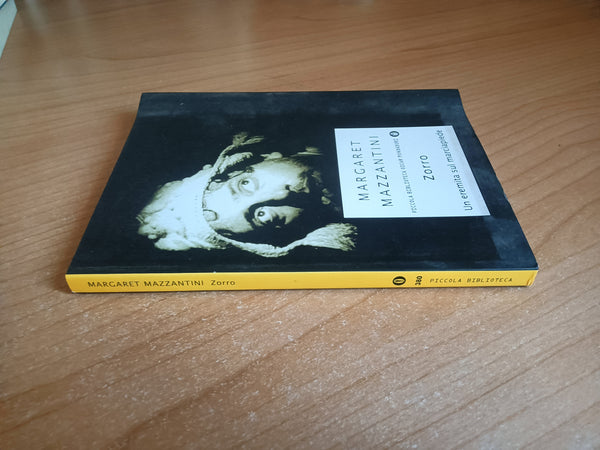 MARGARET
MAZZANTINI
PICCOLA BIBLIOTECA OSCAR MONDADORI
Zorro
Un eremita sul marciapiede
MARGARET MAZZANTINI Zorro
380 PICCOLA BIBLIOTECA